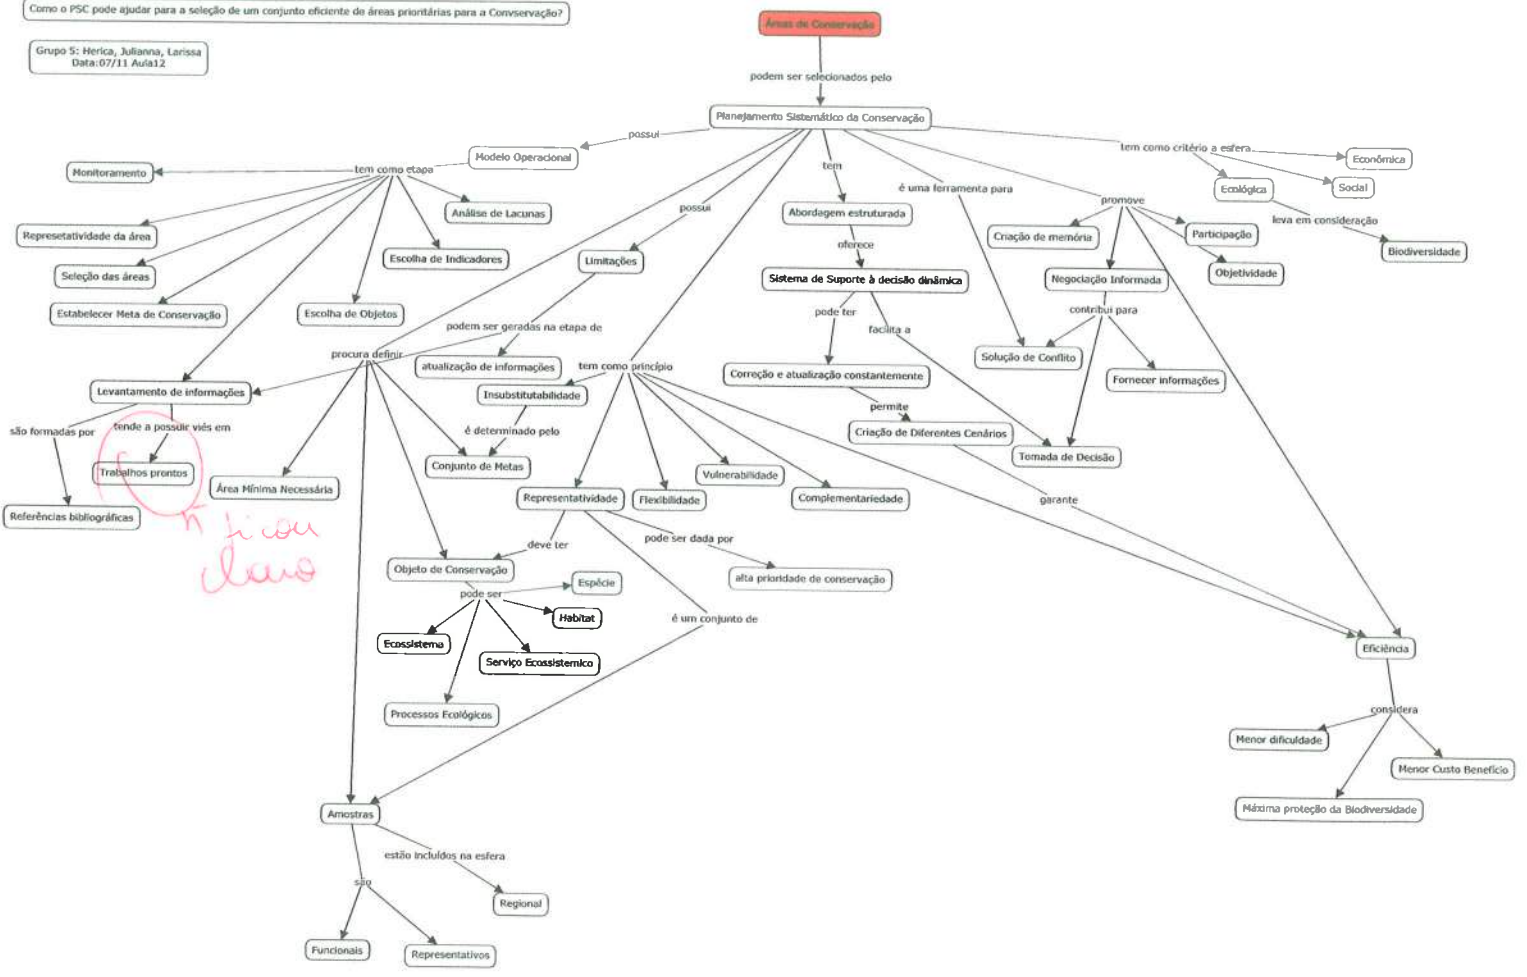 Como o PSC pode ajudar para a seleção de um conjunto eficiente de áreas prioritárias para a Convservação?
Grupo 5: Herica, Julianna, Larissa
Data:07/11 Aula12
Áreas de Conservação
podem ser selecionados pelo
Planejamento Sistemático da Conservação
possui
Modelo Operacional
tem como etapa
Monitoramento
Represetatividade da área
Seleção das áreas
Estabelecer Meta de Conservação
Levantamento de informações
Escolha de Objetos
Escolha de Indicadores
Análise de Lacunas
são formadas por
Referências bibliográficas
tende a possuir viés em
Trabalhos prontos
ñ ficou
claro
possui
Limitações
podem ser geradas na etapa de
atualização de informações
procura definir
Área Mínima Necessária
Conjunto de Metas
Objeto de Conservação
pode ser
Espécie
Habitat
Ecossistema
Serviço Ecossistemico
Processos Ecológicos
Amostras
estão incluídos na esfera
Regional
são
Funcionais
Representativos
tem como princípio
Insubstitutabilidade
é determinado pelo
Representatividade
Flexibilidade
Vulnerabilidade
Complementariedade
deve ter
pode ser dada por
alta prioridade de conservação
é um conjunto de
tem
Abordagem estruturada
oferece
Sistema de Suporte à decisão dinâmica
pode ter
facilita a
Correção e atualização constantemente
permite
Criação de Diferentes Cenários
garante
Tomada de Decisão
é uma ferramenta para
Solução de Conflito
promove
Criação de memória
Negociação Informada
Participação
Objetividade
contribui para
Fornecer informações
tem como critério a esfera
Econômica
Social
Ecológica
leva em consideração
Biodiversidade
Eficiência
considera
Menor dificuldade
Menor Custo Benefício
Máxima proteção da Biodiversidade